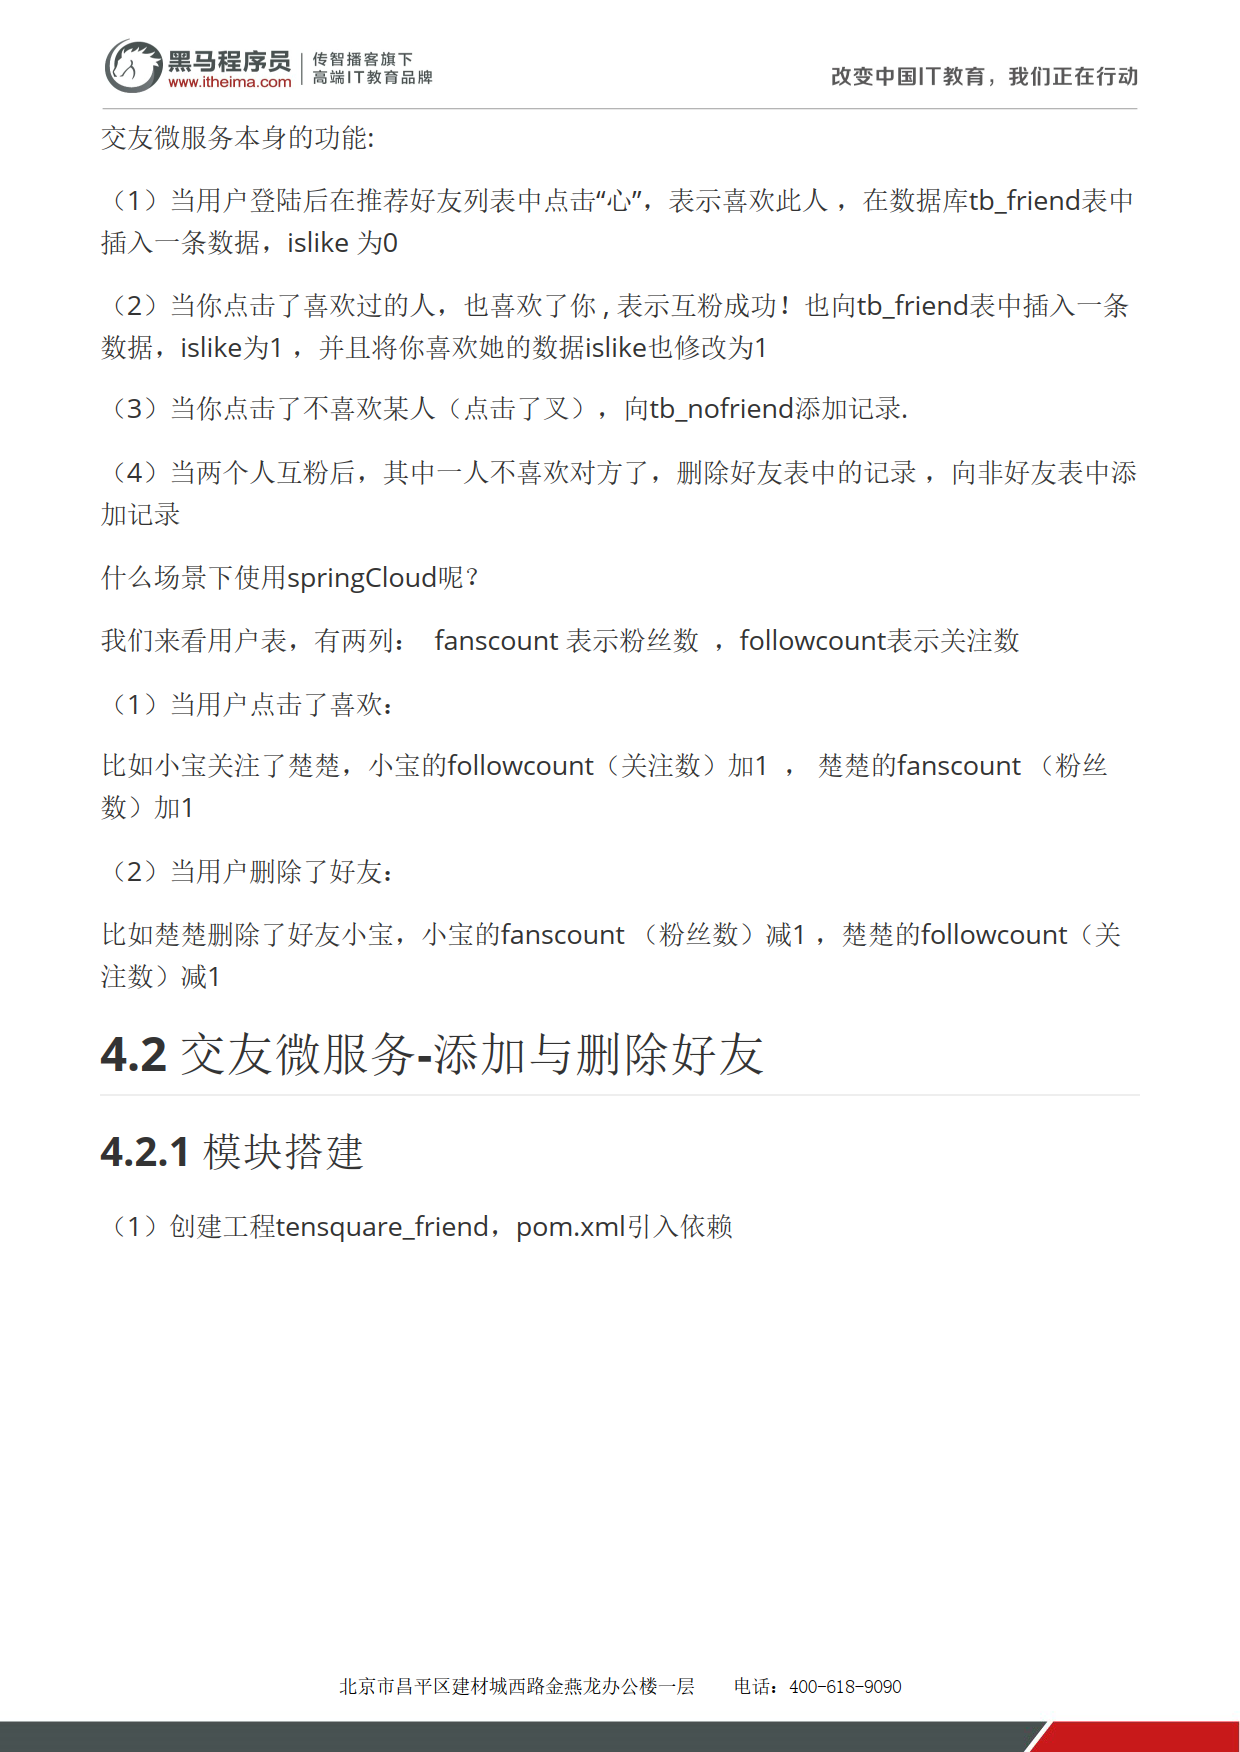 黑马程序员
www.itheima.com
传智播客旗下
高端IT教育品牌
改变中国IT教育，我们正在行动
交友微服务本身的功能:
（1）当用户登陆后在推荐好友列表中点击“心”，表示喜欢此人 ，在数据库tb_friend表中
插入一条数据，islike 为0
（2）当你点击了喜欢过的人，也喜欢了你 , 表示互粉成功！也向tb_friend表中插入一条
数据，islike为1 ，并且将你喜欢她的数据islike也修改为1
（3）当你点击了不喜欢某人（点击了叉），向tb_nofriend添加记录.
（4）当两个人互粉后，其中一人不喜欢对方了，删除好友表中的记录 ，向非好友表中添
加记录
什么场景下使用springCloud呢？
我们来看用户表，有两列： fanscount 表示粉丝数 ，followcount表示关注数
（1）当用户点击了喜欢：
比如小宝关注了楚楚，小宝的followcount（关注数）加1 ， 楚楚的fanscount （粉丝
数）加1
（2）当用户删除了好友：
比如楚楚删除了好友小宝，小宝的fanscount （粉丝数）减1 ，楚楚的followcount（关
注数）减1
4.2 交友微服务-添加与删除好友
4.2.1 模块搭建
（1）创建工程tensquare_friend，pom.xml引入依赖
北京市昌平区建材城西路金燕龙办公楼一层 电话：400-618-9090